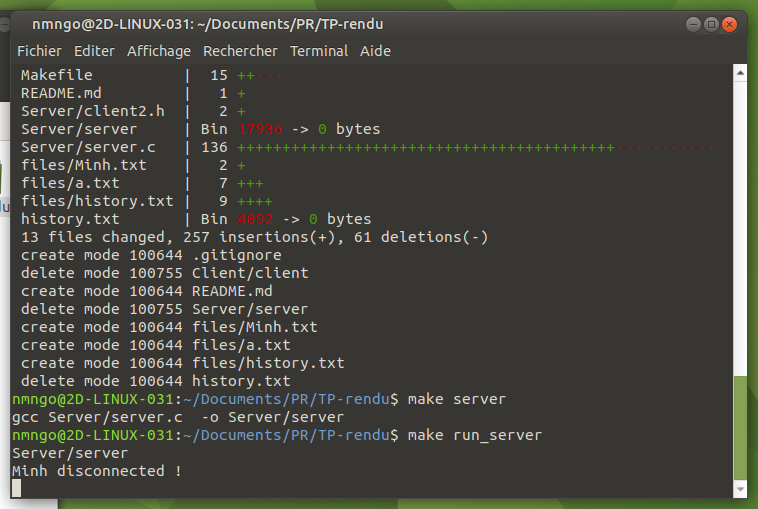 nmngo@2D-LINUX-031: ~/Documents/PR/TP-rendu
Fichier Editer Affichage Rechercher Terminal Aide
Makefile | 15 ++----
README.md | 1 +
Server/client2.h | 2 +
Server/server | Bin 17936 -> 0 bytes
Server/server.c | 136 ++++++++++++++++++++++++++++++++++++++++++------------
files/Minh.txt | 2 +
files/a.txt | 7 +++
files/history.txt | 9 ++++
history.txt | Bin 4092 -> 0 bytes
13 files changed, 257 insertions(+), 61 deletions(-)
create mode 100644 .gitignore
delete mode 100755 Client/client
create mode 100644 README.md
delete mode 100755 Server/server
create mode 100644 files/Minh.txt
create mode 100644 files/a.txt
create mode 100644 files/history.txt
delete mode 100644 history.txt
nmngo@2D-LINUX-031:~/Documents/PR/TP-rendu$ make server
gcc Server/server.c  -o Server/server
nmngo@2D-LINUX-031:~/Documents/PR/TP-rendu$ make run_server
Server/server
Minh disconnected !